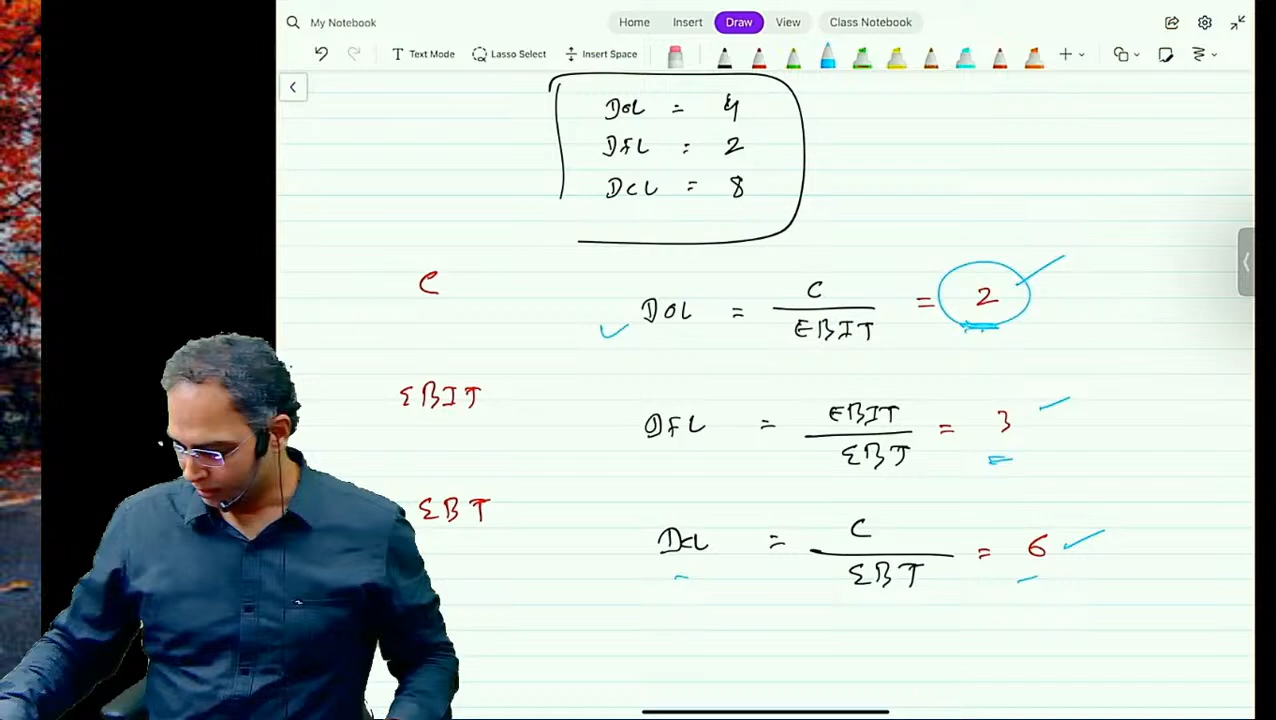 My Notebook
Home Insert Draw View Class Notebook
Text Mode Lasso Select Insert Space
DOL = 4
DFL = 2
DCL = 8
C
DOL = C / EBIT = 2
EBIT
DFL = EBIT / EBT = 3
EBT
DCL = C / EBT = 6